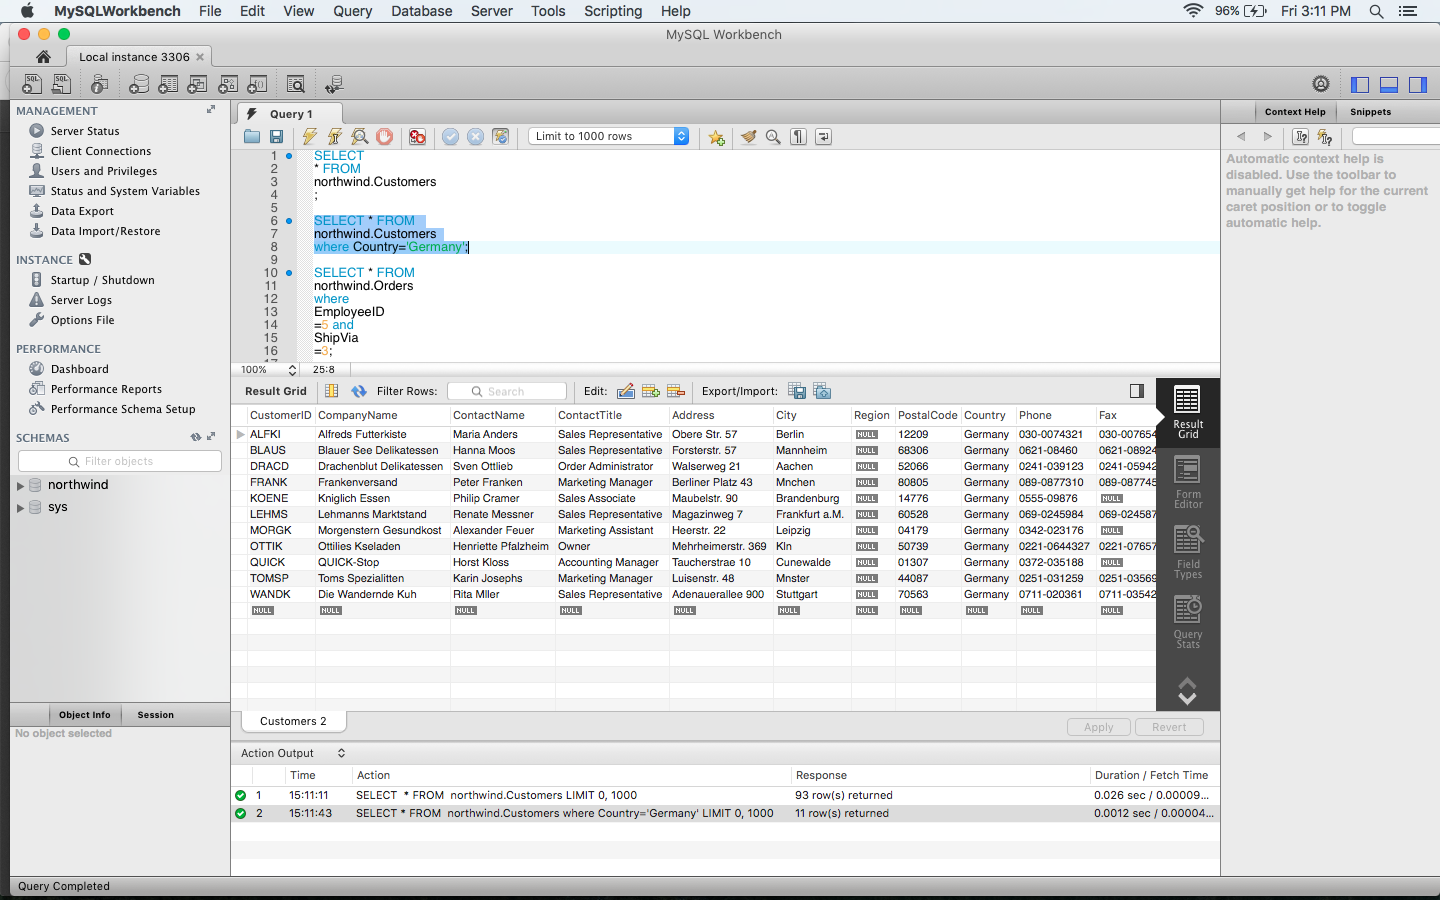 MySQLWorkbench File Edit View Query Database Server Tools Scripting Help 96% Fri 3:11 PM
MySQL Workbench
Local instance 3306
MANAGEMENT
Server Status
Client Connections
Users and Privileges
Status and System Variables
Data Export
Data Import/Restore
INSTANCE
Startup / Shutdown
Server Logs
Options File
PERFORMANCE
Dashboard
Performance Reports
Performance Schema Setup
SCHEMAS
Filter objects
northwind
sys
Object Info Session
No object selected
Query 1
Limit to 1000 rows
1 SELECT
2 * FROM
3 northwind.Customers
4 ;
5
6 SELECT * FROM
7 northwind.Customers
8 where Country='Germany';
9
10 SELECT * FROM
11 northwind.Orders
12 where
13 EmployeeID
14 =5 and
15 ShipVia
16 =3;
100% 25:8
Result Grid Filter Rows: Search Edit: Export/Import:
CustomerID CompanyName ContactName ContactTitle Address City Region PostalCode Country Phone Fax
ALFKI Alfreds Futterkiste Maria Anders Sales Representative Obere Str. 57 Berlin NULL 12209 Germany 030-0074321 030-007654
BLAUS Blauer See Delikatessen Hanna Moos Sales Representative Forsterstr. 57 Mannheim NULL 68306 Germany 0621-08460 0621-08924
DRACD Drachenblut Delikatessen Sven Ottlieb Order Administrator Walserweg 21 Aachen NULL 52066 Germany 0241-039123 0241-05942
FRANK Frankenversand Peter Franken Marketing Manager Berliner Platz 43 Mnchen NULL 80805 Germany 089-0877310 089-087745
KOENE Kniglich Essen Philip Cramer Sales Associate Maubelstr. 90 Brandenburg NULL 14776 Germany 0555-09876 NULL
LEHMS Lehmanns Marktstand Renate Messner Sales Representative Magazinweg 7 Frankfurt a.M. NULL 60528 Germany 069-0245984 069-024587
MORGK Morgenstern Gesundkost Alexander Feuer Marketing Assistant Heerstr. 22 Leipzig NULL 04179 Germany 0342-023176 NULL
OTTIK Ottilies Kseladen Henriette Pfalzheim Owner Mehrheimerstr. 369 Kln NULL 50739 Germany 0221-0644327 0221-07657
QUICK QUICK-Stop Horst Kloss Accounting Manager Taucherstrae 10 Cunewalde NULL 01307 Germany 0372-035188 NULL
TOMSP Toms Spezialitten Karin Josephs Marketing Manager Luisenstr. 48 Mnster NULL 44087 Germany 0251-031259 0251-03569
WANDK Die Wandernde Kuh Rita Mller Sales Representative Adenauerallee 900 Stuttgart NULL 70563 Germany 0711-020361 0711-03542
NULL NULL NULL NULL NULL NULL NULL NULL NULL NULL NULL
Result
Grid
Form
Editor
Field
Types
Query
Stats
Customers 2 Apply Revert
Action Output
Time Action Response Duration / Fetch Time
1 15:11:11 SELECT * FROM northwind.Customers LIMIT 0, 1000 93 row(s) returned 0.026 sec / 0.00009...
2 15:11:43 SELECT * FROM northwind.Customers where Country='Germany' LIMIT 0, 1000 11 row(s) returned 0.0012 sec / 0.00004...
Context Help Snippets
Automatic context help is
disabled. Use the toolbar to
manually get help for the current
caret position or to toggle
automatic help.
Query Completed